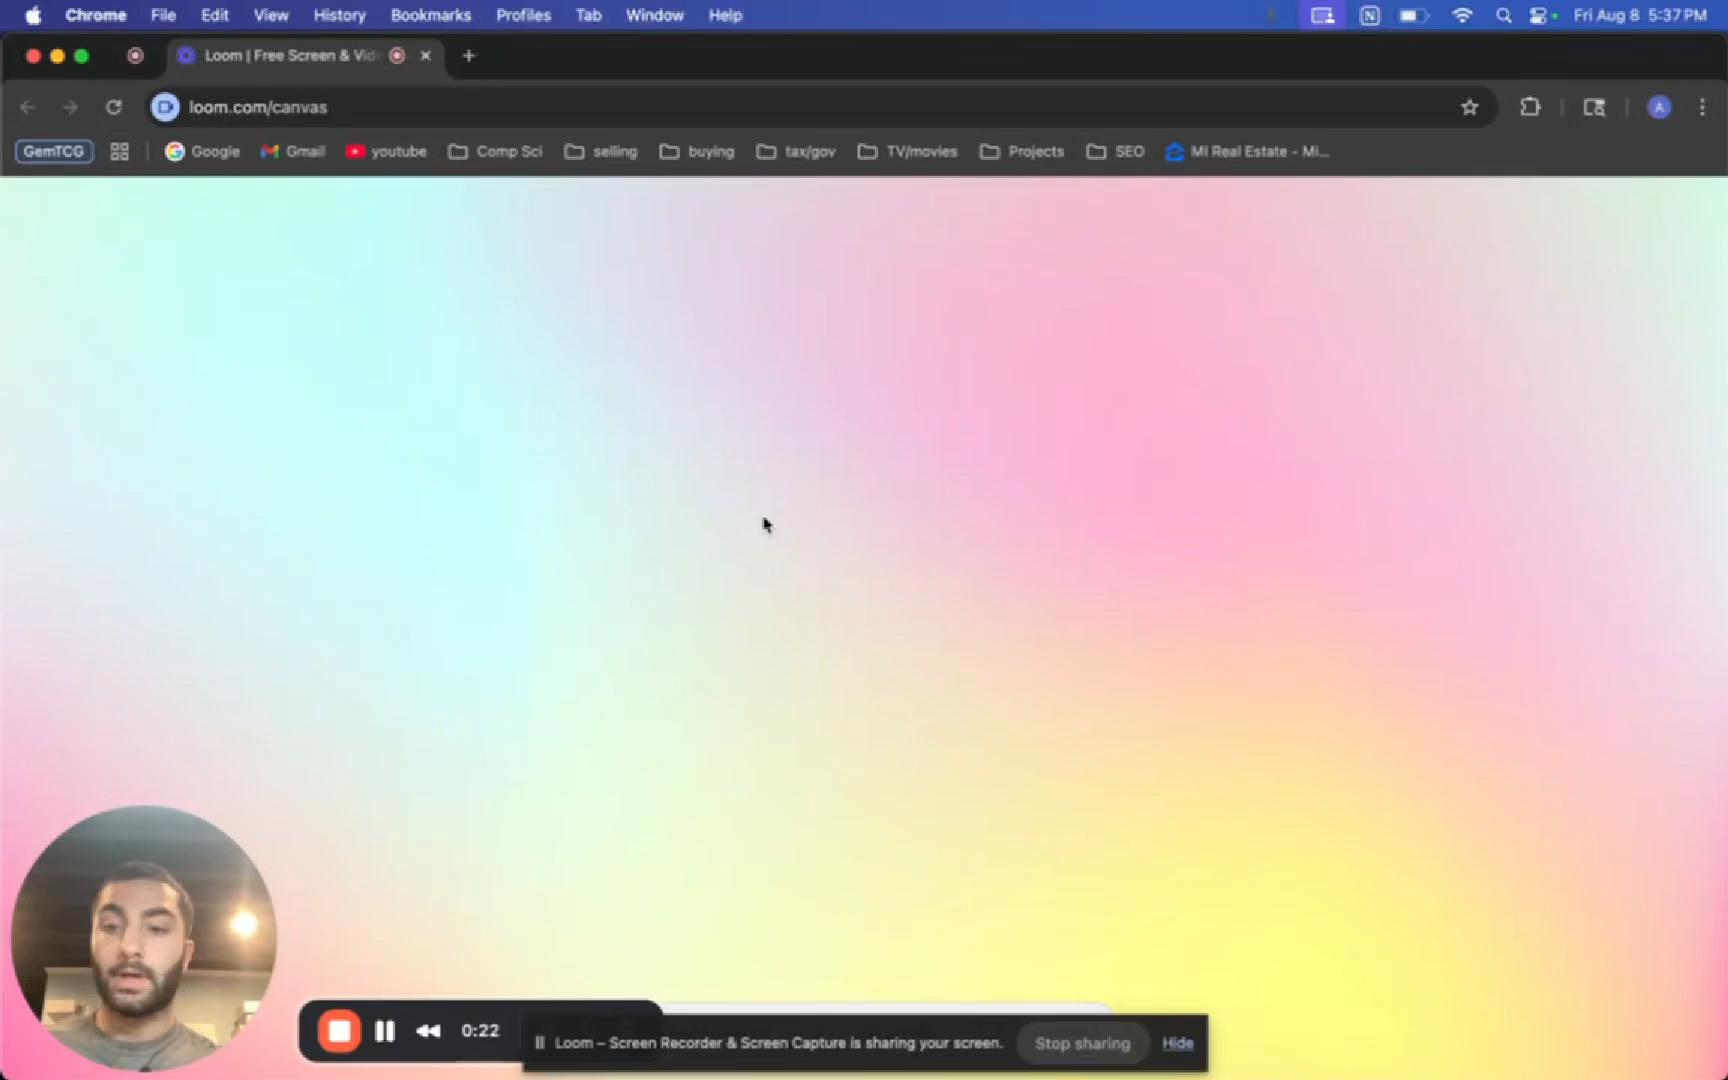 Chrome File Edit View History Bookmarks Profiles Tab Window Help Fri Aug 8 5:37 PM
Loom | Free Screen & Vid
loom.com/canvas A
GemTCG Google Gmail youtube Comp Sci selling buying tax/gov TV/movies Projects SEO MI Real Estate - Mi...
0:22
Loom – Screen Recorder & Screen Capture is sharing your screen. Stop sharing Hide